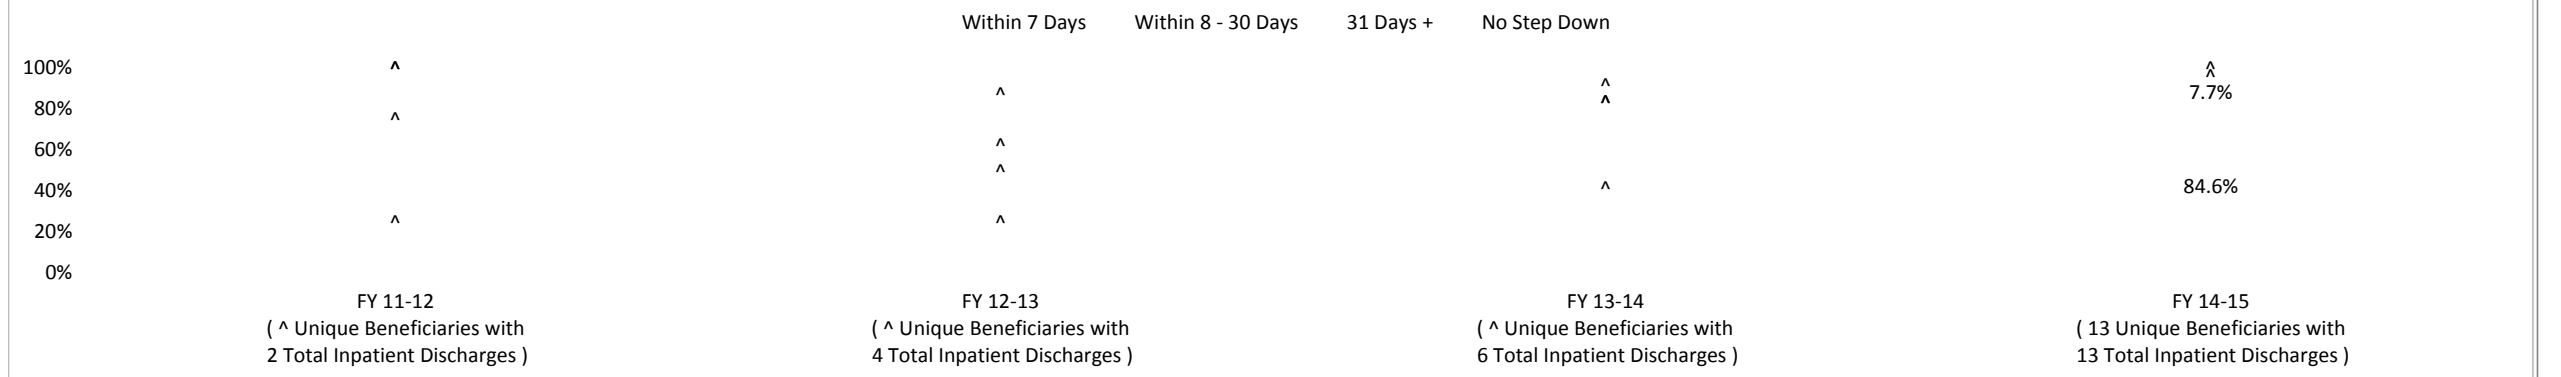 Within 7 Days Within 8 - 30 Days 31 Days + No Step Down
100% ^ ^
^ ^
80% ^ ^ 7.7%
^ ^
60% ^
^
40% ^ 84.6%
^ ^
20%
0%
FY 11-12 FY 12-13 FY 13-14 FY 14-15
( ^ Unique Beneficiaries with ( ^ Unique Beneficiaries with ( ^ Unique Beneficiaries with ( 13 Unique Beneficiaries with
2 Total Inpatient Discharges ) 4 Total Inpatient Discharges ) 6 Total Inpatient Discharges ) 13 Total Inpatient Discharges )